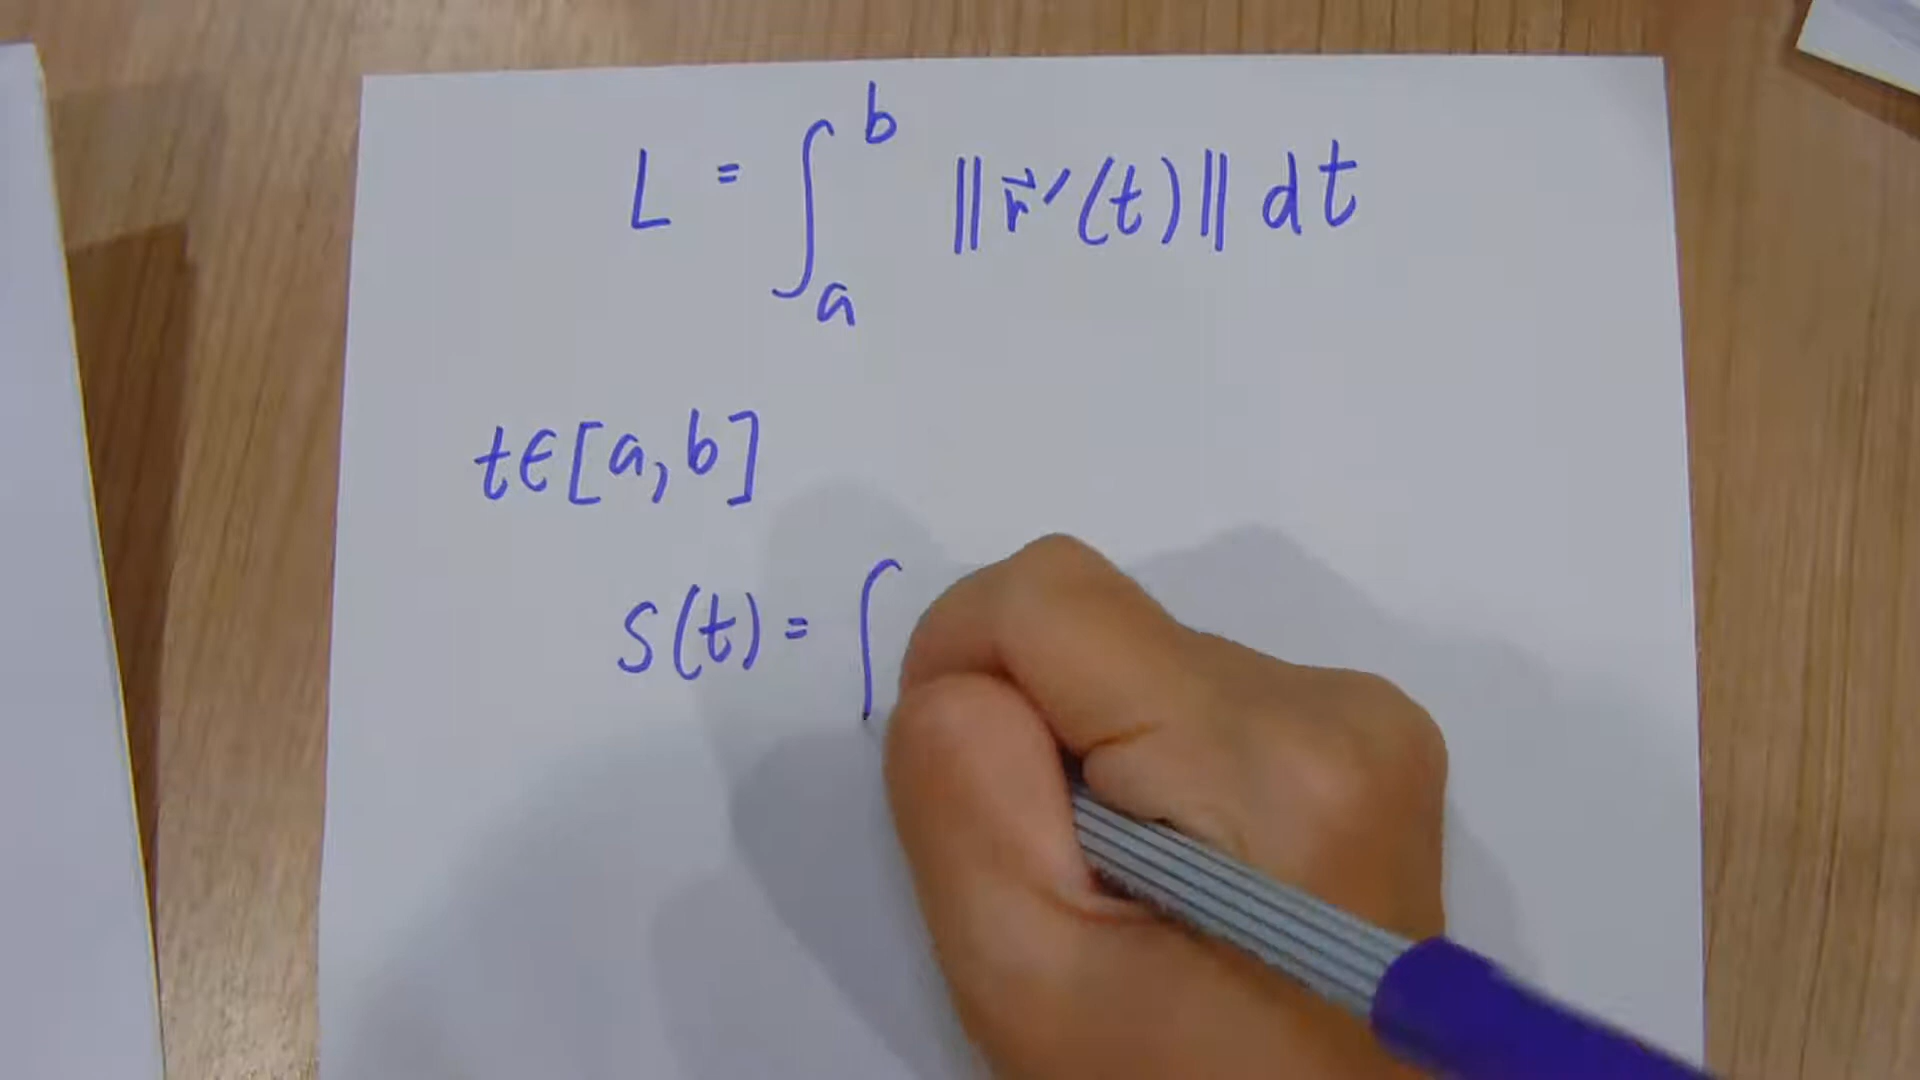 L = ∫_a^b ||r⃗′(t)|| dt
t∈[a,b]
s(t) = ∫